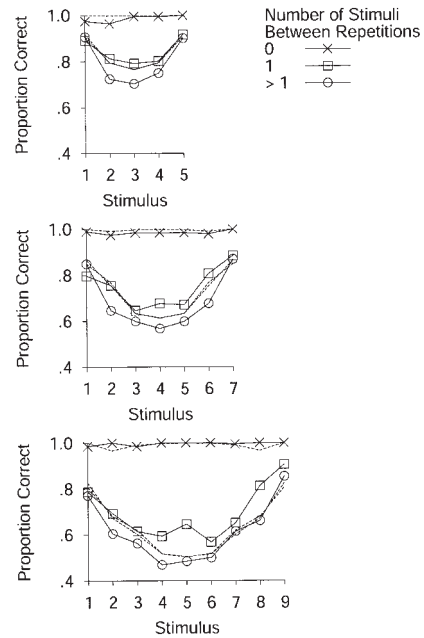 Number of Stimuli
Between Repetitions
0
1
> 1
1.0
.8
.6
.4
Proportion Correct
1 2 3 4 5
Stimulus
1.0
.8
.6
.4
Proportion Correct
1 2 3 4 5 6 7
Stimulus
1.0
.8
.6
.4
Proportion Correct
1 2 3 4 5 6 7 8 9
Stimulus